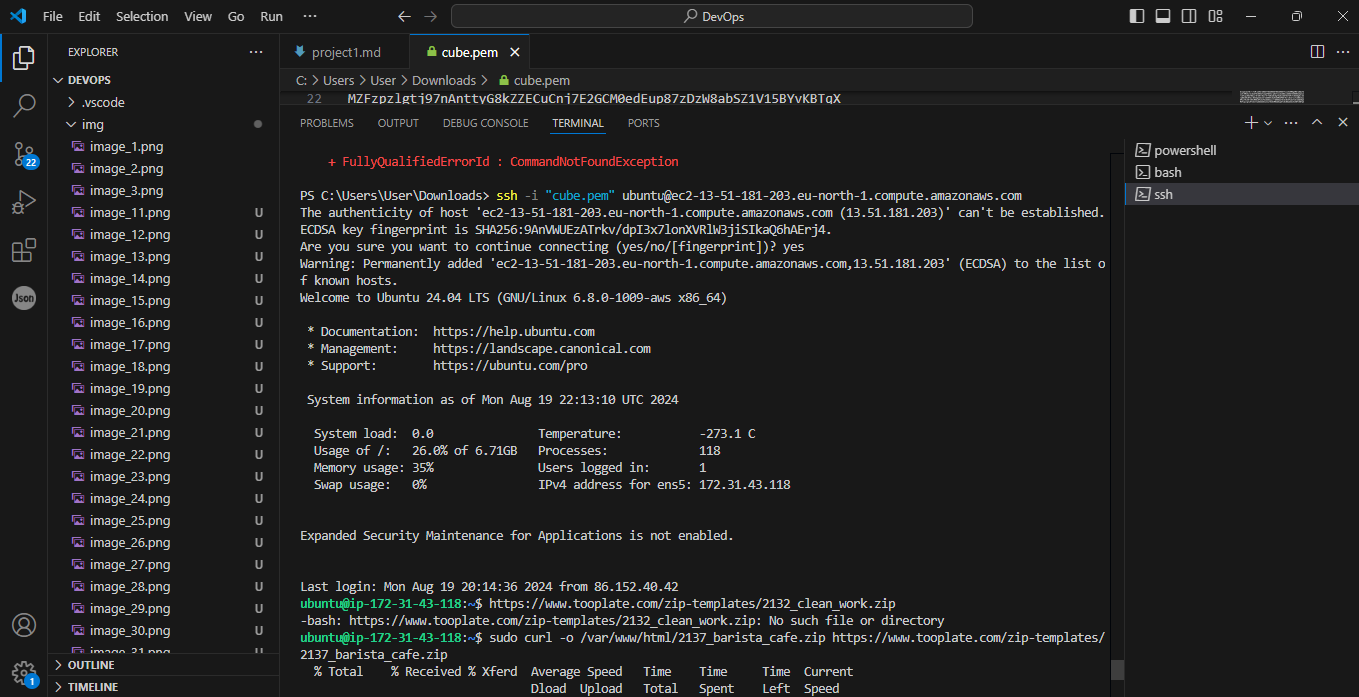 File Edit Selection View Go Run ··· DevOps
EXPLORER ···
DEVOPS
.vscode
img
image_1.png
image_2.png
image_3.png
image_11.png U
image_12.png U
image_13.png U
image_14.png U
image_15.png U
image_16.png U
image_17.png U
image_18.png U
image_19.png U
image_20.png U
image_21.png U
image_22.png U
image_23.png U
image_24.png U
image_25.png U
image_26.png U
image_27.png U
image_28.png U
image_29.png U
image_30.png U
image_31.png U
OUTLINE
TIMELINE
22
Json
1
project1.md cube.pem
C: > Users > User > Downloads > cube.pem
22 MZFzpzlgtj97nAnttyG8kZZECuCnj7E2GCM0edEup87zDzW8abSZ1V15BYvKBTqX
PROBLEMS OUTPUT DEBUG CONSOLE TERMINAL PORTS
+ FullyQualifiedErrorId : CommandNotFoundException
PS C:\Users\User\Downloads> ssh -i "cube.pem" ubuntu@ec2-13-51-181-203.eu-north-1.compute.amazonaws.com
The authenticity of host 'ec2-13-51-181-203.eu-north-1.compute.amazonaws.com (13.51.181.203)' can't be established.
ECDSA key fingerprint is SHA256:9AnVWUEzATrkv/dpI3x7lonXVRlW3jiSIkaQ6hAErj4.
Are you sure you want to continue connecting (yes/no/[fingerprint])? yes
Warning: Permanently added 'ec2-13-51-181-203.eu-north-1.compute.amazonaws.com,13.51.181.203' (ECDSA) to the list o
f known hosts.
Welcome to Ubuntu 24.04 LTS (GNU/Linux 6.8.0-1009-aws x86_64)
* Documentation: https://help.ubuntu.com
* Management: https://landscape.canonical.com
* Support: https://ubuntu.com/pro
System information as of Mon Aug 19 22:13:10 UTC 2024
System load: 0.0 Temperature: -273.1 C
Usage of /: 26.0% of 6.71GB Processes: 118
Memory usage: 35% Users logged in: 1
Swap usage: 0% IPv4 address for ens5: 172.31.43.118
Expanded Security Maintenance for Applications is not enabled.
Last login: Mon Aug 19 20:14:36 2024 from 86.152.40.42
ubuntu@ip-172-31-43-118:~$ https://www.tooplate.com/zip-templates/2132_clean_work.zip
-bash: https://www.tooplate.com/zip-templates/2132_clean_work.zip: No such file or directory
ubuntu@ip-172-31-43-118:~$ sudo curl -o /var/www/html/2137_barista_cafe.zip https://www.tooplate.com/zip-templates/
2137_barista_cafe.zip
% Total % Received % Xferd Average Speed Time Time Time Current
Dload Upload Total Spent Left Speed
powershell
bash
ssh